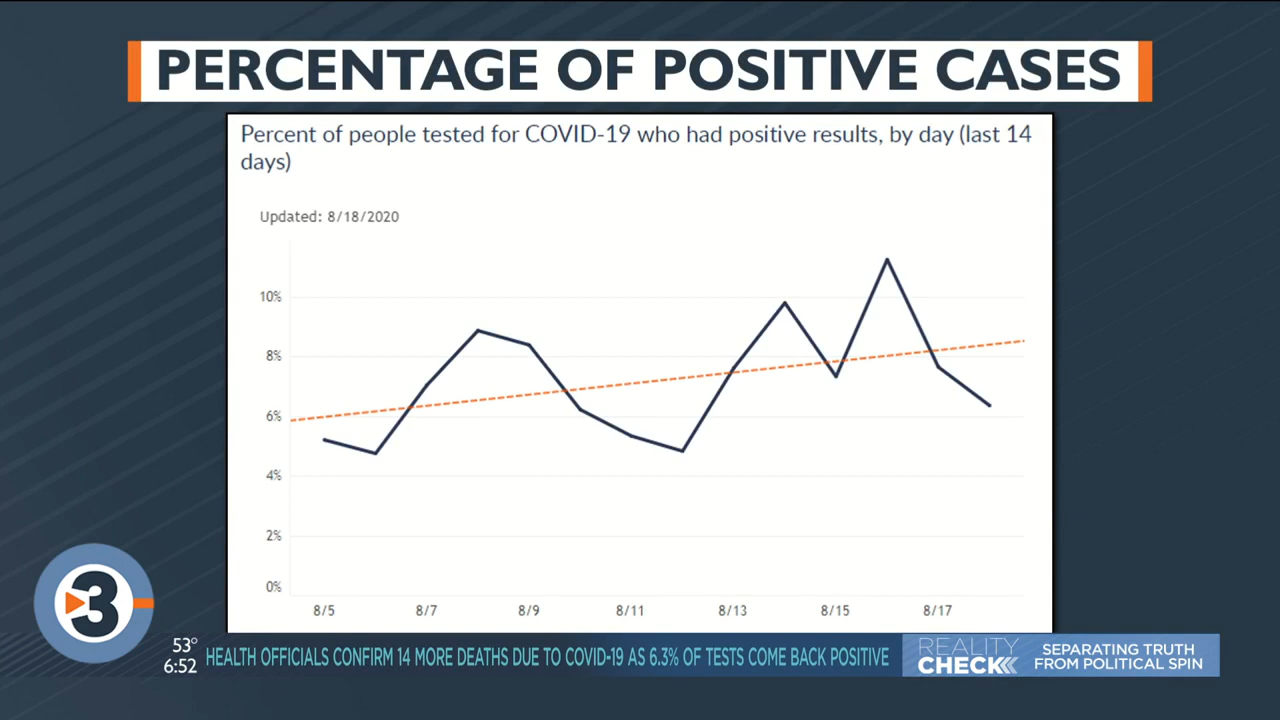 PERCENTAGE OF POSITIVE CASES
Percent of people tested for COVID-19 who had positive results, by day (last 14
days)
Updated: 8/18/2020
10%
8%
6%
4%
2%
0%
8/5 8/7 8/9 8/11 8/13 8/15 8/17
3
53°
6:52
HEALTH OFFICIALS CONFIRM 14 MORE DEATHS DUE TO COVID-19 AS 6.3% OF TESTS COME BACK POSITIVE
REALITY
CHECK
SEPARATING TRUTH
FROM POLITICAL SPIN